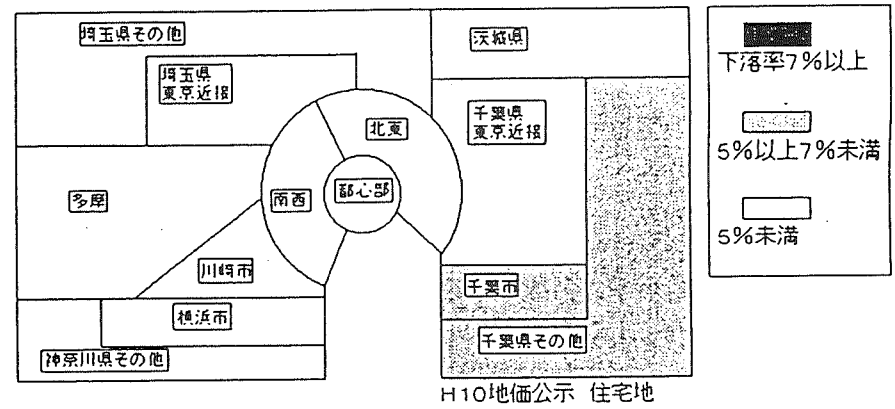 埼玉県その他
茨城県
埼玉県
東京近接
千葉県
東京近接
北東
都心部
南西
多摩
川崎市
千葉市
横浜市
千葉県その他
神奈川県その他
下落率7%以上
5%以上7%未満
5%未満
H10地価公示 住宅地